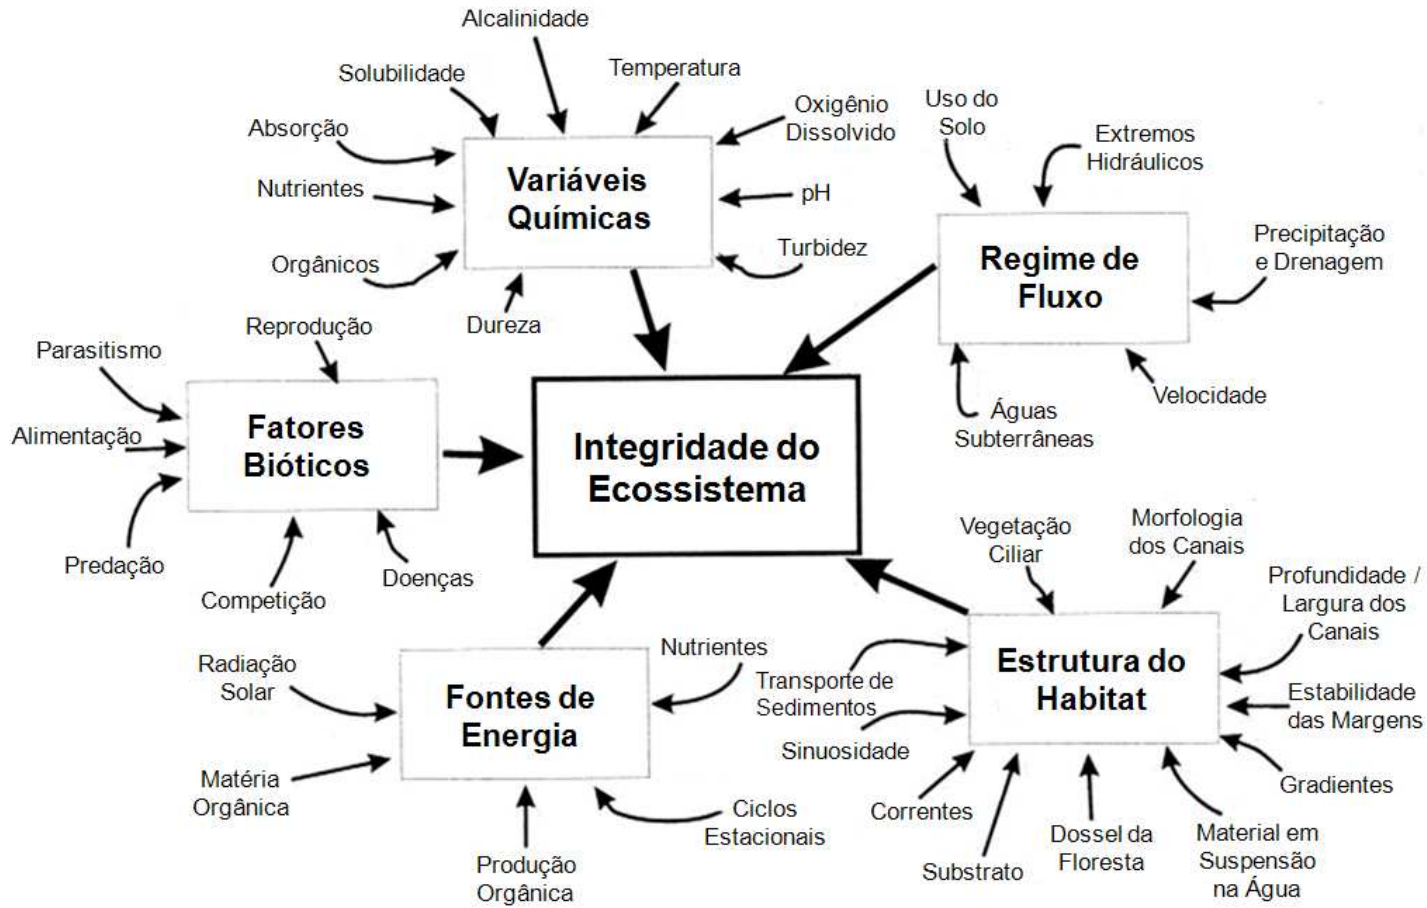 Alcalinidade
Solubilidade
Temperatura
Absorção
Oxigênio
Dissolvido
Nutrientes
pH
Orgânicos
Turbidez
Dureza
Variáveis
Químicas
Uso do
Solo
Extremos
Hidráulicos
Precipitação
e Drenagem
Regime de
Fluxo
Velocidade
Águas
Subterrâneas
Reprodução
Parasitismo
Alimentação
Predação
Competição
Doenças
Fatores
Bióticos
Integridade do
Ecossistema
Radiação
Solar
Nutrientes
Matéria
Orgânica
Fontes de
Energia
Produção
Orgânica
Ciclos
Estacionais
Vegetação
Ciliar
Morfologia
dos Canais
Profundidade /
Largura dos
Canais
Transporte de
Sedimentos
Estrutura do
Habitat
Estabilidade
das Margens
Sinuosidade
Gradientes
Correntes
Substrato
Dossel da
Floresta
Material em
Suspensão
na Água